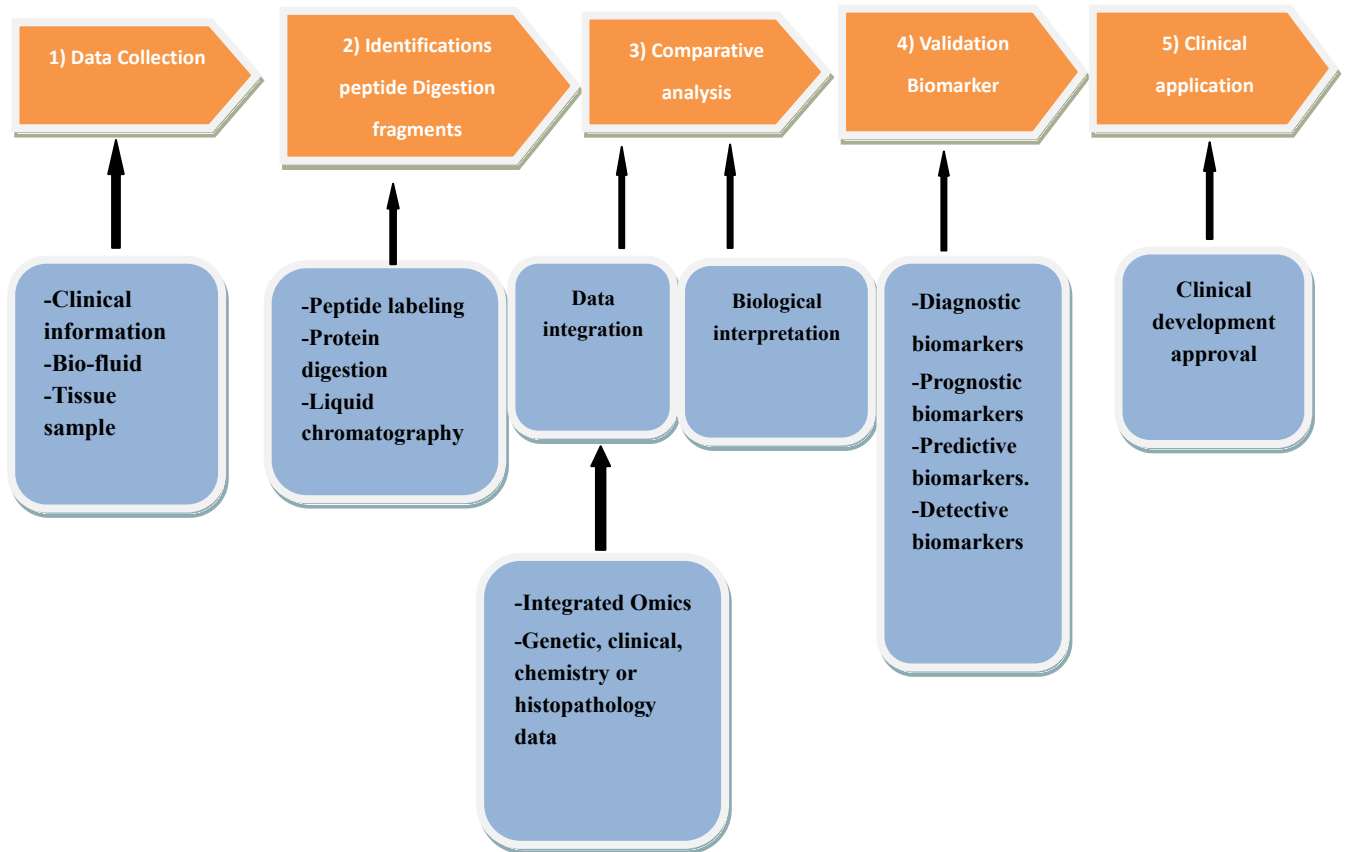 1) Data Collection
2) Identifications
peptide Digestion
fragments
3) Comparative
analysis
4) Validation
Biomarker
5) Clinical
application
-Clinical
information
-Bio-fluid
-Tissue
sample
-Peptide labeling
-Protein
digestion
-Liquid
chromatography
Data
integration
Biological
interpretation
-Diagnostic
biomarkers
-Prognostic
biomarkers
-Predictive
biomarkers.
-Detective
biomarkers
Clinical
development
approval
-Integrated Omics
-Genetic, clinical,
chemistry or
histopathology
data